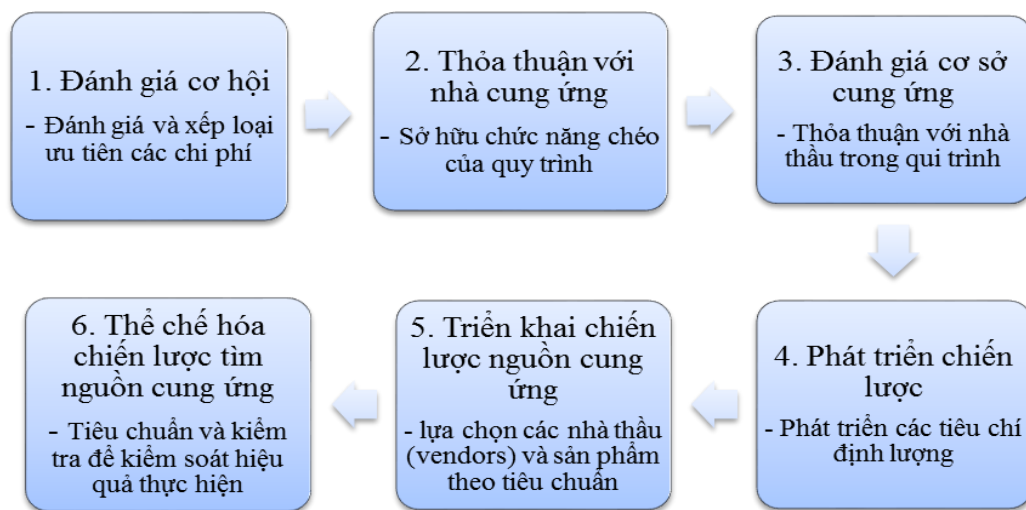 1. Đánh giá cơ hội
- Đánh giá và xếp loại
ưu tiên các chi phí
2. Thỏa thuận với
nhà cung ứng
- Sở hữu chức năng chéo
của quy trình
3. Đánh giá cơ sở
cung ứng
- Thỏa thuận với nhà
thầu trong qui trình
4. Phát triển chiến
lược
- Phát triển các tiêu chí
định lượng
5. Triển khai chiến
lược nguồn cung
ứng
- lựa chọn các nhà thầu
(vendors) và sản phẩm
theo tiêu chuẩn
6. Thể chế hóa
chiến lược tìm
nguồn cung ứng
- Tiêu chuẩn và kiểm
tra để kiểm soát hiệu
quả thực hiện